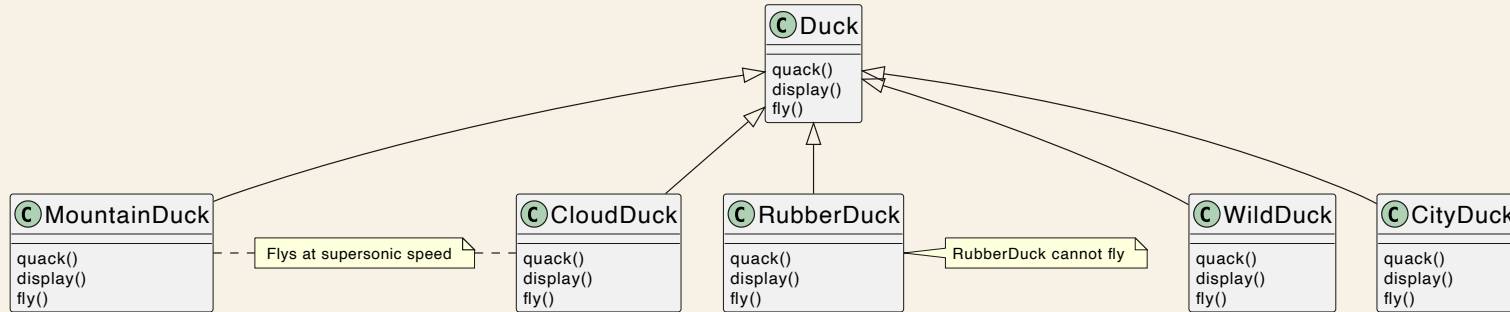 C Duck
quack()
display()
fly()
C MountainDuck
quack()
display()
fly()
Flys at supersonic speed
C CloudDuck
quack()
display()
fly()
C RubberDuck
quack()
display()
fly()
RubberDuck cannot fly
C WildDuck
quack()
display()
fly()
C CityDuck
quack()
display()
fly()